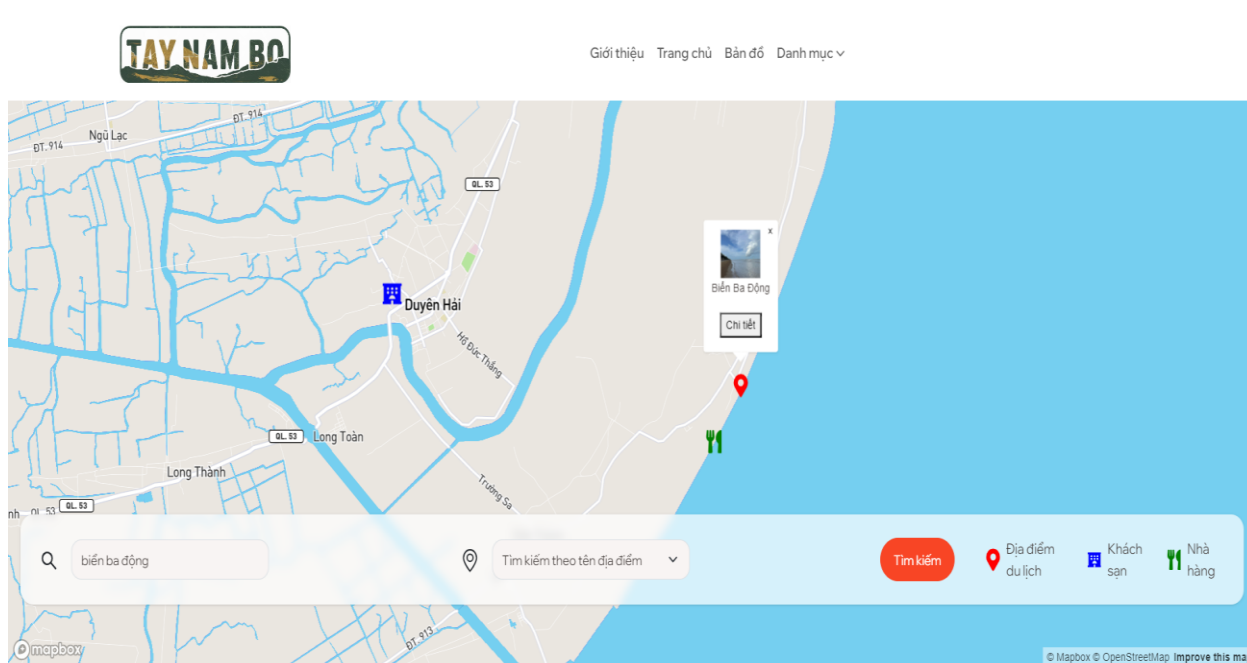 TAY NAM BO
Giới thiệu Trang chủ Bản đồ Danh mục
ĐT. 914
Ngũ Lạc
ĐT. 914
QL. 53
x
Biển Ba Động
Duyên Hải
Chi tiết
Hồ Đức Thắng
QL. 53
Long Toàn
Long Thành
Trường Sa
QL. 53
nh
QL. 53
biển ba động
Tìm kiếm theo tên địa điểm
Tìm kiếm
Địa điểm
du lịch
Khách
sạn
Nhà
hàng
ĐT. 913
mapbox
© Mapbox © OpenStreetMap Improve this ma